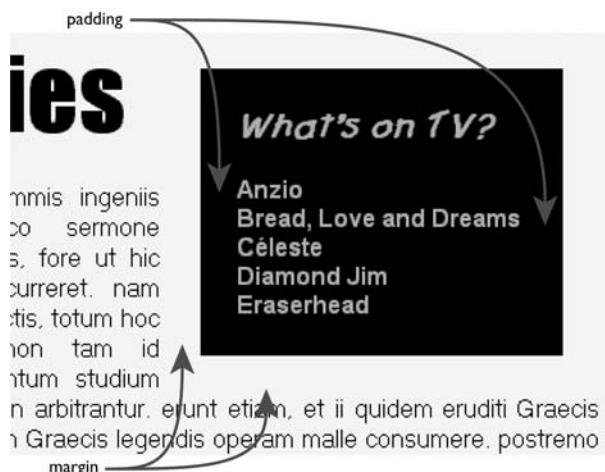 padding
ies
What's on TV?
Anzio
Bread, Love and Dreams
Céleste
Diamond Jim
Eraserhead
mmis ingeniis
co sermone
s, fore ut hic
curreret. nam
ctis, totum hoc
non tam id
ntum studium
n arbitrantur. erunt etiam, et ii quidem eruditi Graecis
n Graecis legendis operam malle consumere. postremo
margin